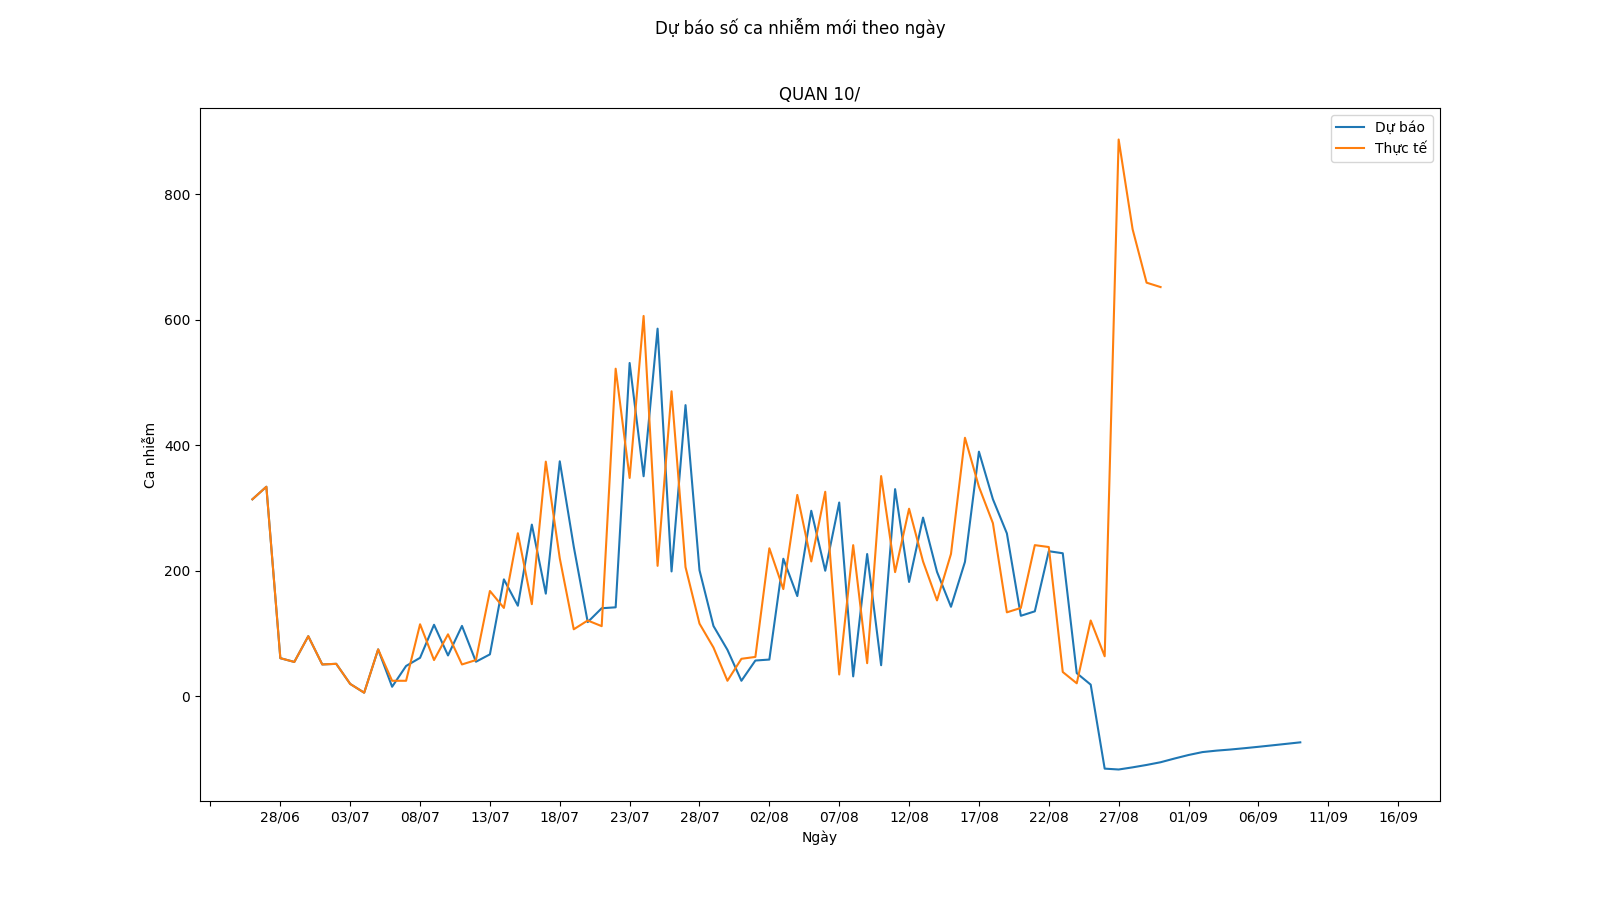 Dự báo số ca nhiễm mới theo ngày
QUAN 10/
Dự báo
Thực tế
800
600
400
200
0
Ca nhiễm
28/06 03/07 08/07 13/07 18/07 23/07 28/07 02/08 07/08 12/08 17/08 22/08 27/08 01/09 06/09 11/09 16/09
Ngày